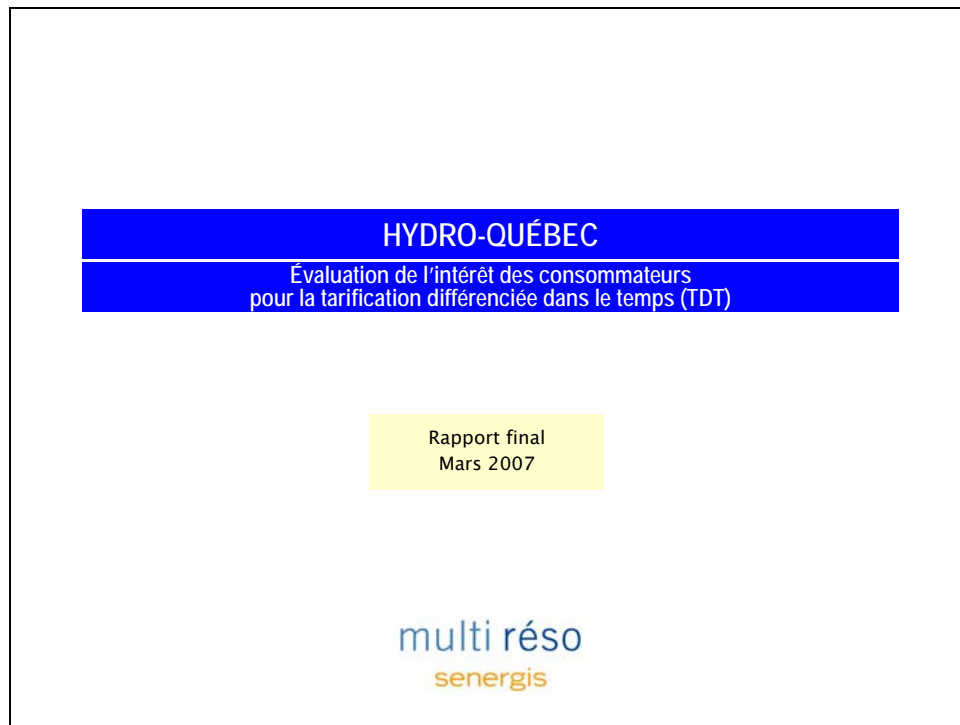 HYDRO-QUÉBEC
Évaluation de l'intérêt des consommateurs
pour la tarification différenciée dans le temps (TDT)
Rapport final
Mars 2007
multi réso
senergis